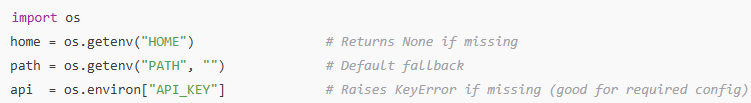 import os
home = os.getenv("HOME")                 # Returns None if missing
path = os.getenv("PATH", "")             # Default fallback
api  = os.environ["API_KEY"]             # Raises KeyError if missing (good for required config)